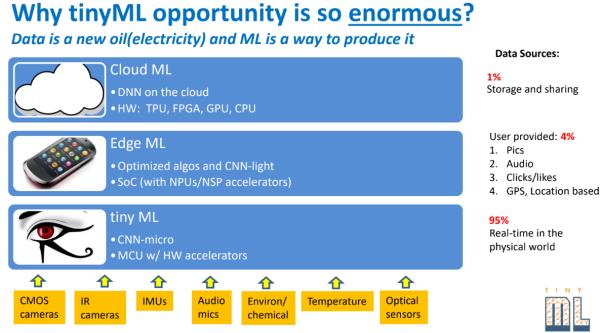 Why tinyML opportunity is so enormous?
Data is a new oil(electricity) and ML is a way to produce it
Data Sources:
Cloud ML
• DNN on the cloud
• HW: TPU, FPGA, GPU, CPU
1%
Storage and sharing
Edge ML
• Optimized algos and CNN-light
• SoC (with NPUs/NSP accelerators)
User provided: 4%
1. Pics
2. Audio
3. Clicks/likes
4. GPS, Location based
tiny ML
• CNN-micro
• MCU w/ HW accelerators
95%
Real-time in the
physical world
CMOS
cameras
IR
cameras
IMUs
Audio
mics
Environ/
chemical
Temperature
Optical
sensors
TINY
ML